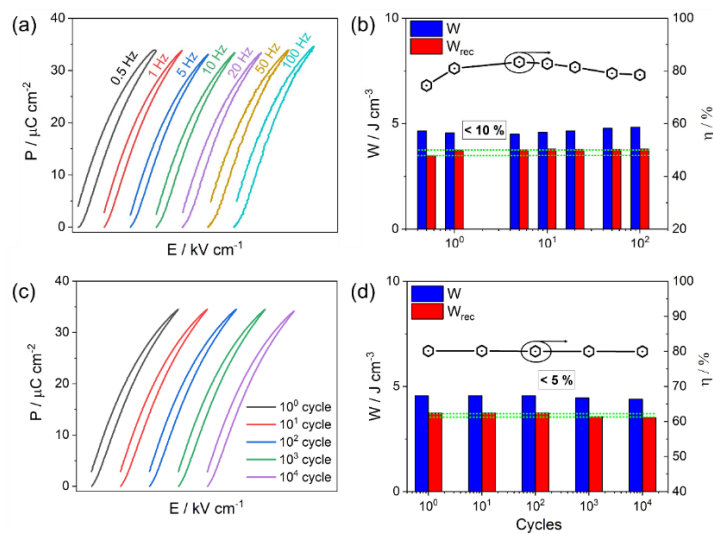 (a)
40
30
20
10
0
P / μC cm⁻²
0.5 Hz
1 Hz
5 Hz
10 Hz
20 Hz
50 Hz
100 Hz
E / kV cm⁻¹
(b)
10
5
0
W / J cm⁻³
W
Wrec
< 10 %
100
80
60
40
20
η / %
10⁰
10¹
10²
(c)
40
30
20
10
0
P / μC cm⁻²
10⁰ cycle
10¹ cycle
10² cycle
10³ cycle
10⁴ cycle
E / kV cm⁻¹
(d)
10
5
0
W / J cm⁻³
W
Wrec
< 5 %
100
90
80
70
60
50
40
η / %
10⁰
10¹
10²
10³
10⁴
Cycles